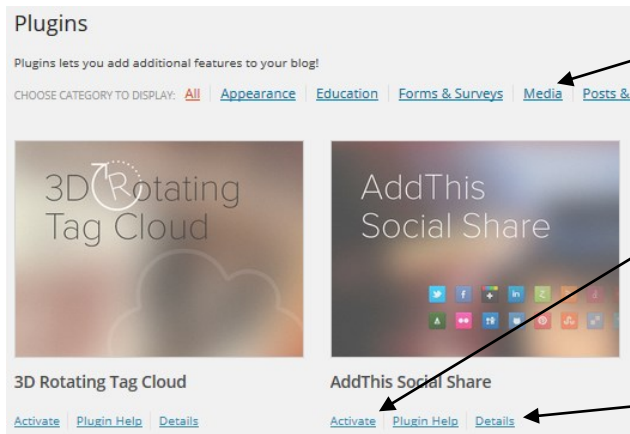 Plugins
Plugins lets you add additional features to your blog!
CHOOSE CATEGORY TO DISPLAY: All Appearance Education Forms & Surveys Media Posts &
3D Rotating
Tag Cloud
AddThis
Social Share
3D Rotating Tag Cloud
AddThis Social Share
Activate Plugin Help Details
Activate Plugin Help Details